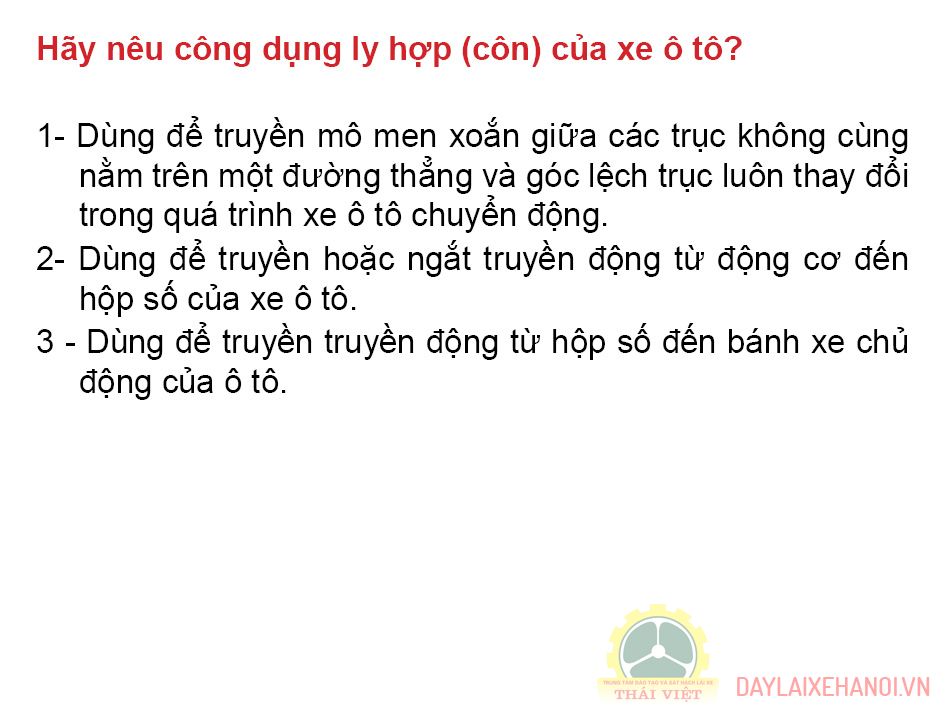 Hãy nêu công dụng ly hợp (côn) của xe ô tô?
1- Dùng để truyền mô men xoắn giữa các trục không cùng
nằm trên một đường thẳng và góc lệch trục luôn thay đổi
trong quá trình xe ô tô chuyển động.
2- Dùng để truyền hoặc ngắt truyền động từ động cơ đến
hộp số của xe ô tô.
3 - Dùng để truyền truyền động từ hộp số đến bánh xe chủ
động của ô tô.
TRUNG TÂM ĐÀO TẠO VÀ SÁT HẠCH LÁI XE
THÁI VIỆT
DAYLAIXEHANOI.VN